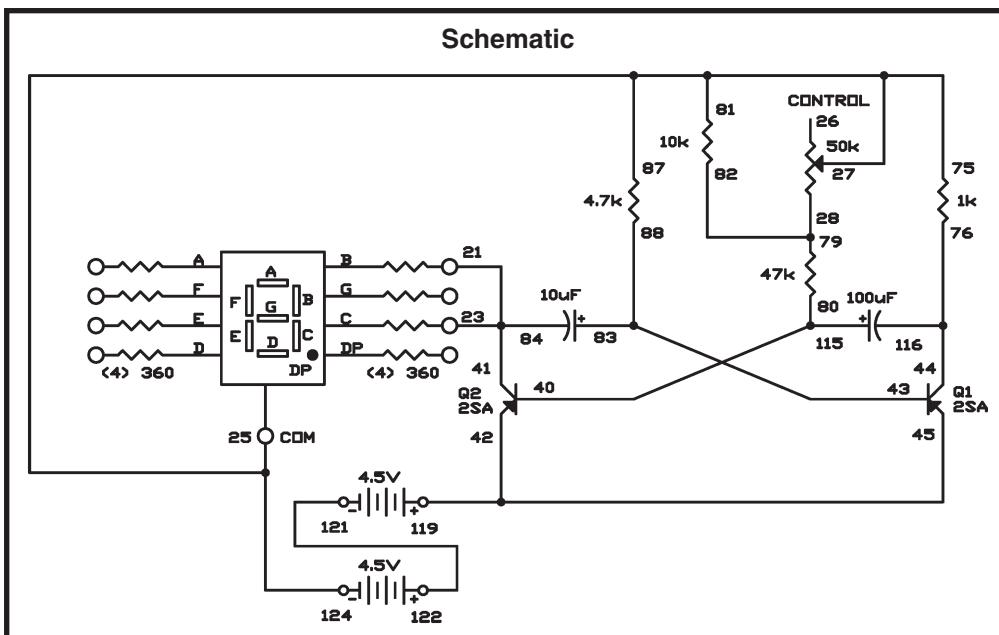 Schematic
CONTROL
81
26
10k
50k
87
82
27
75
4.7k
1k
88
28
76
79
21
A
B
A
47k
F
G
F
B
10uF
80
100uF
G
E
C
23
E
C
84
83
115
116
D
D
DP
DP
(4) 360
(4) 360
41
44
40
43
Q2
Q1
2SA
2SA
42
45
25
COM
4.5V
-
+
121
119
4.5V
-
+
124
122
+
+